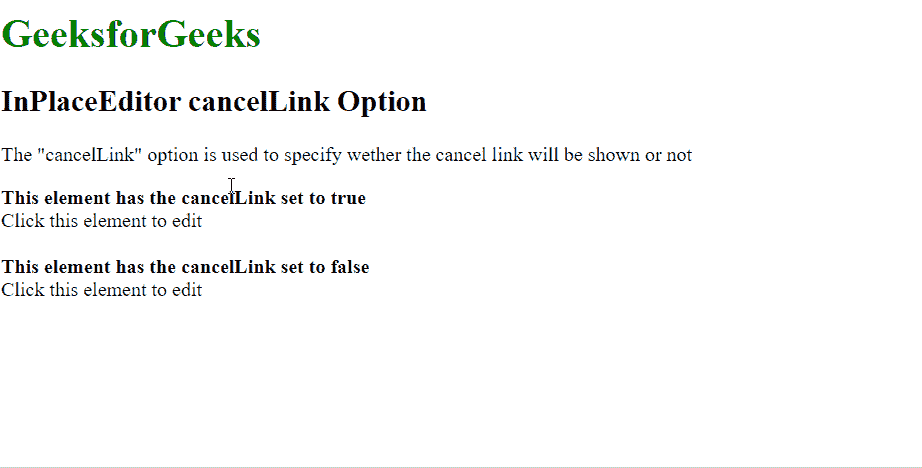 GeeksforGeeks
InPlaceEditor cancelLink Option
The "cancelLink" option is used to specify wether the cancel link will be shown or not
This element has the cancelLink set to true
Click this element to edit
This element has the cancelLink set to false
Click this element to edit